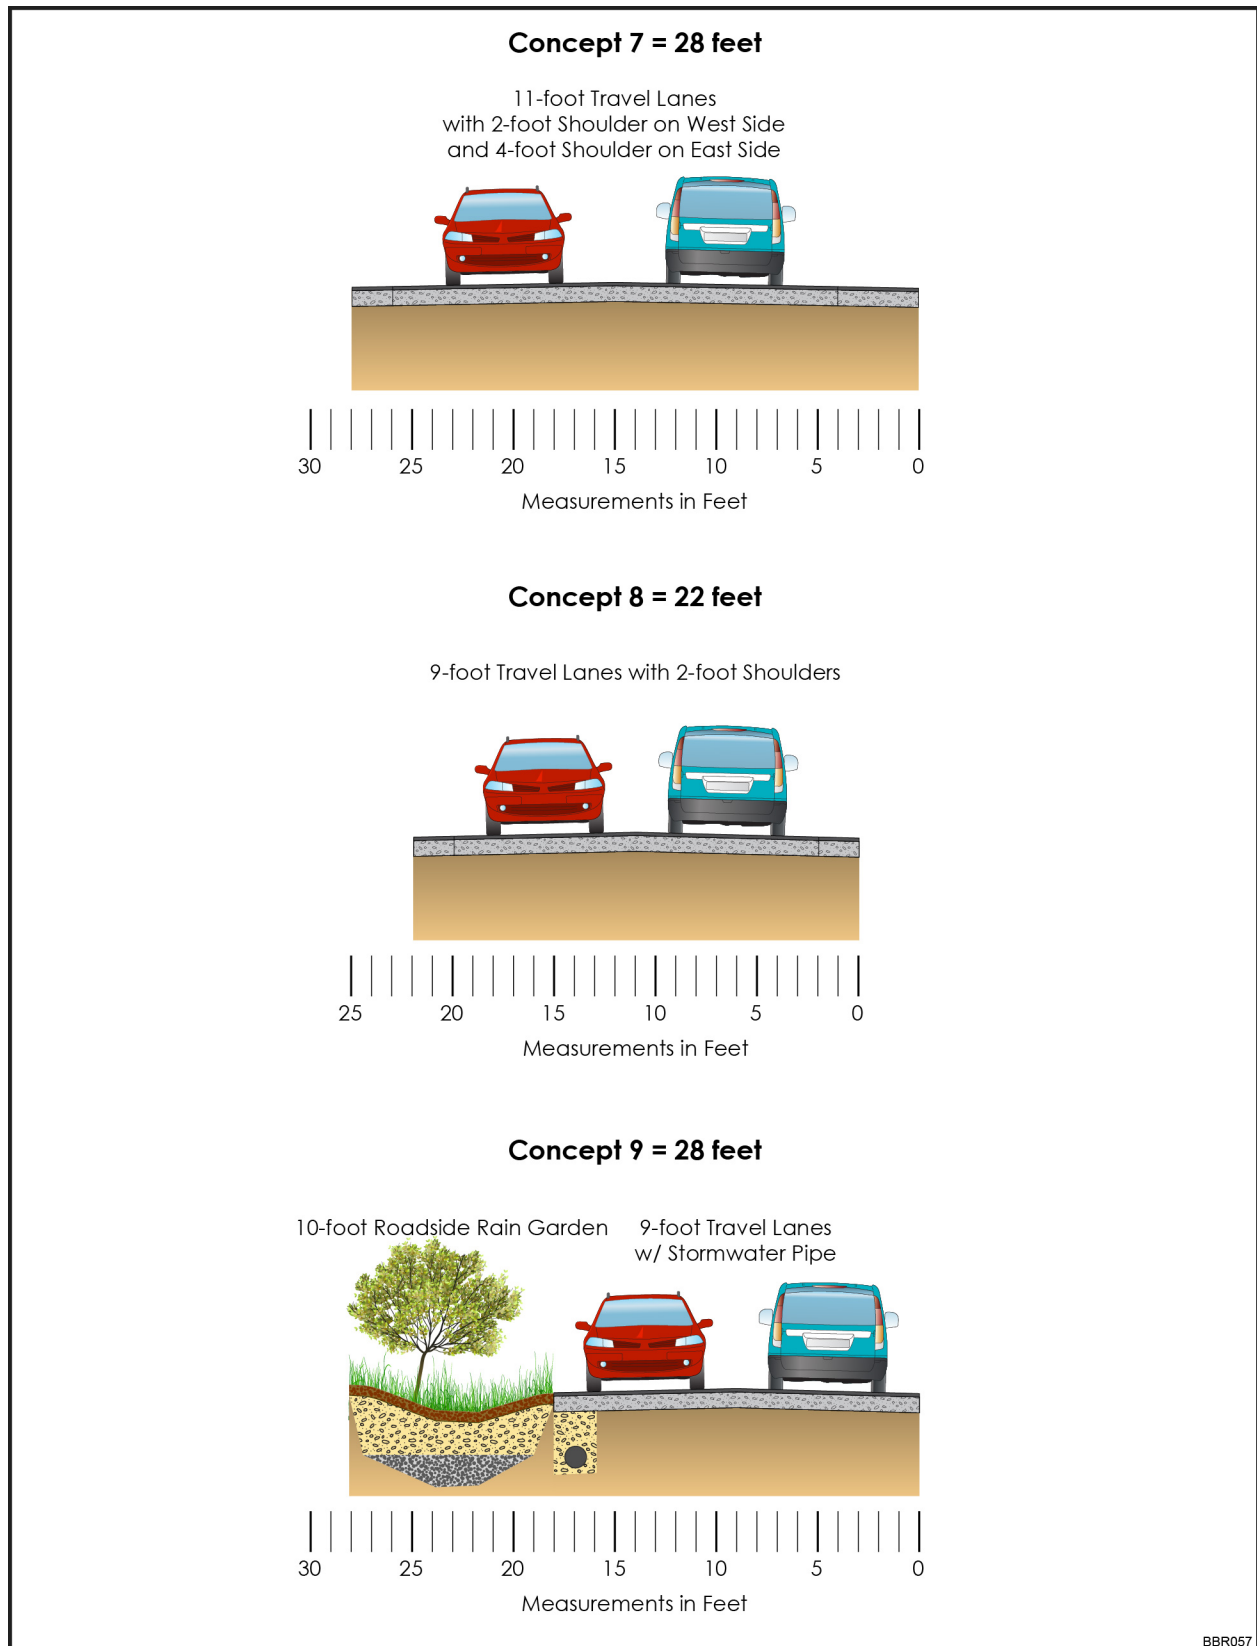 Concept 7 = 28 feet
11-foot Travel Lanes
with 2-foot Shoulder on West Side
and 4-foot Shoulder on East Side
30 25 20 15 10 5 0
Measurements in Feet
Concept 8 = 22 feet
9-foot Travel Lanes with 2-foot Shoulders
25 20 15 10 5 0
Measurements in Feet
Concept 9 = 28 feet
10-foot Roadside Rain Garden
9-foot Travel Lanes
w/ Stormwater Pipe
30 25 20 15 10 5 0
Measurements in Feet
BBR057